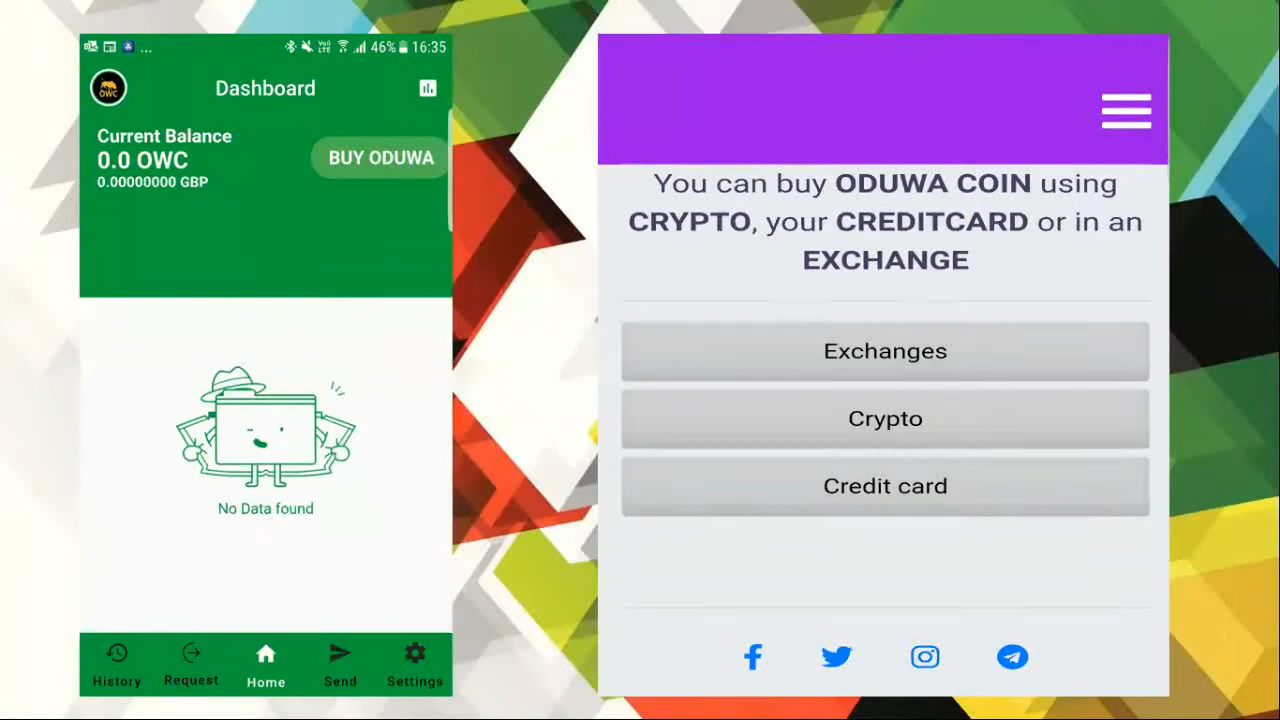 ... VoI LTE 46% 16:35
OWC
Dashboard
Current Balance
0.0 OWC
BUY ODUWA
0.00000000 GBP
No Data found
History Request Home Send Settings
You can buy ODUWA COIN using
CRYPTO, your CREDITCARD or in an
EXCHANGE
Exchanges
Crypto
Credit card